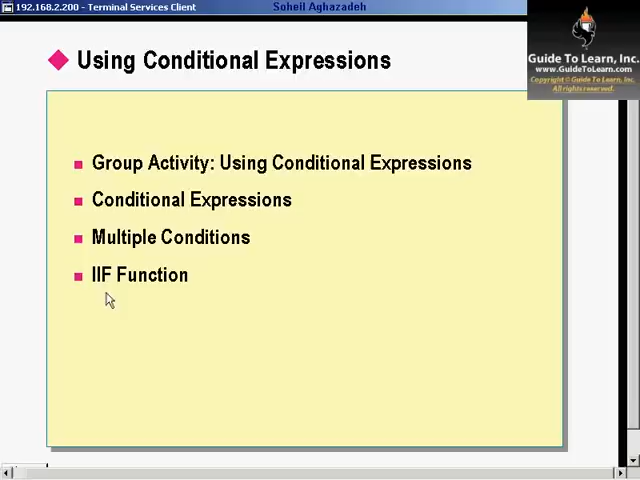 192.168.2.200 - Terminal Services Client
Soheil Aghazadeh
Guide To Learn, Inc.
www.GuideToLearn.com
Copyright © Guide To Learn, Inc.
All rights reserved.
Using Conditional Expressions
Group Activity: Using Conditional Expressions
Conditional Expressions
Multiple Conditions
IIF Function